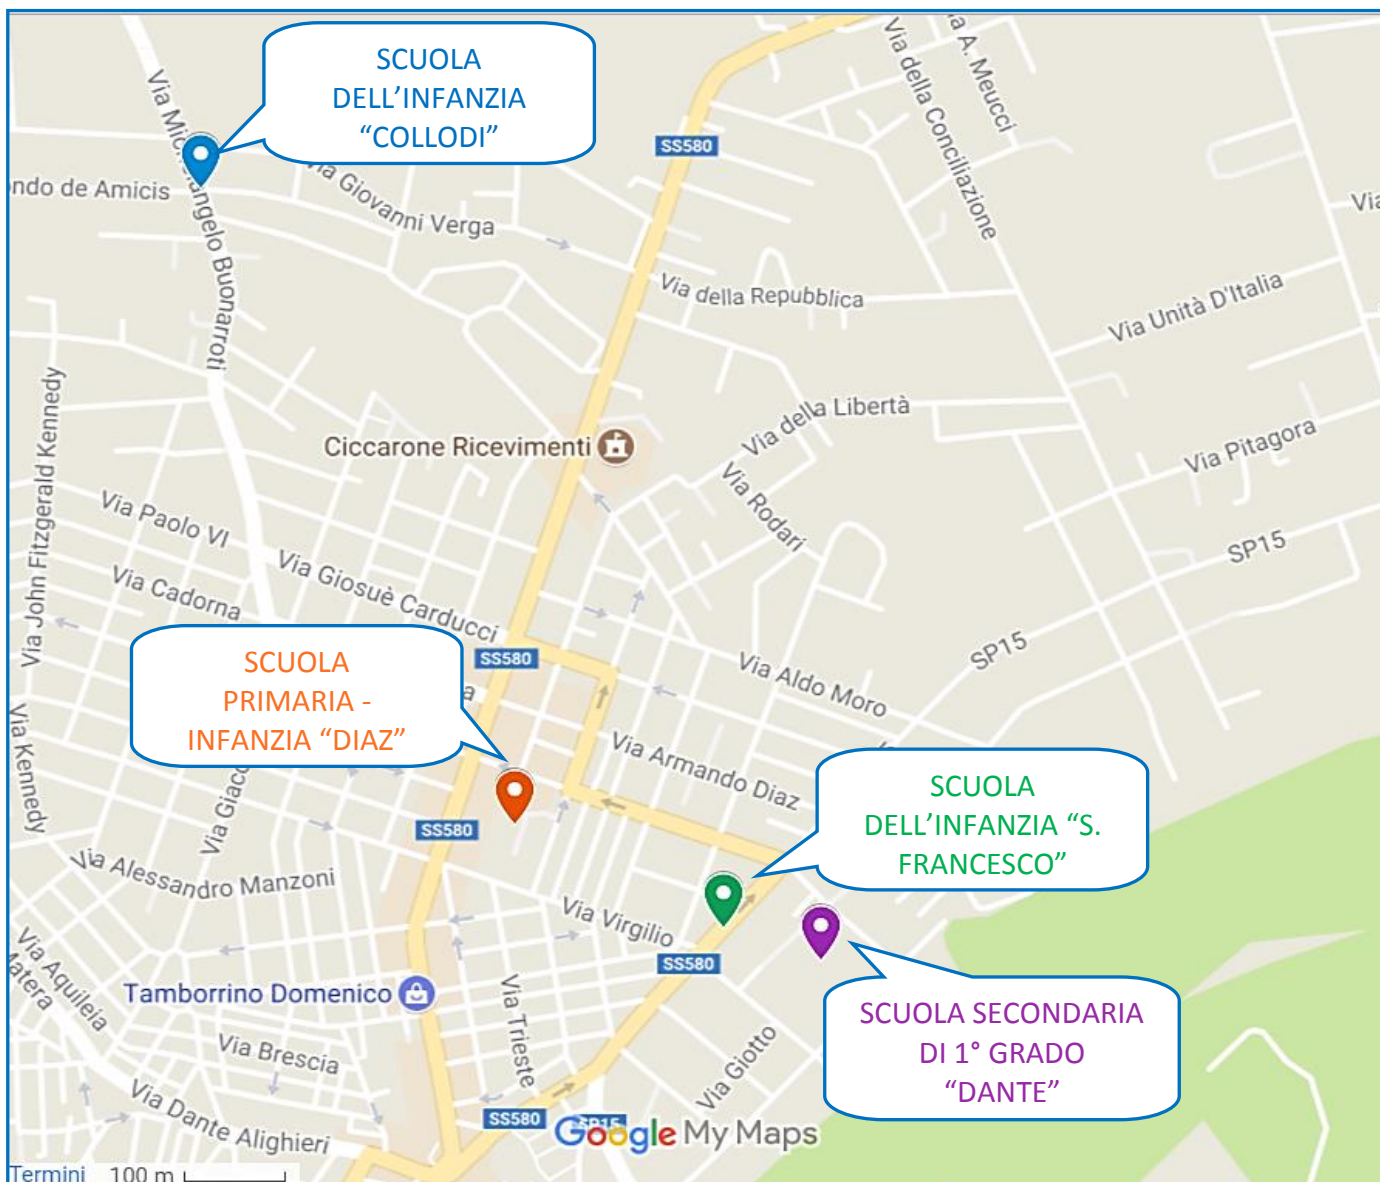 SCUOLA
DELL’INFANZIA
“COLLODI”
Via Michelangelo Buonarroti
ndo de Amicis
Via Giovanni Verga
SS580
Via della Conciliazione
Via A. Meucci
Via
Via della Repubblica
Via Unità D'Italia
Via della Libertà
Via Pitagora
Ciccarone Ricevimenti
Via Rodari
SP15
Via John Fitzgerald Kennedy
Via Paolo VI
Via Cadorna
Via Giosuè Carducci
SS580
SP15
Via Aldo Moro
SCUOLA
PRIMARIA -
INFANZIA “DIAZ”
a
Via Kennedy
Via Giaco
Via Armando Diaz
SS580
SCUOLA
DELL’INFANZIA “S.
FRANCESCO”
Via Alessandro Manzoni
Via Virgilio
SS580
Via Aquileia
Matera
Tamborrino Domenico
Via Trieste
SCUOLA SECONDARIA
DI 1° GRADO
“DANTE”
Via Brescia
Via Giotto
Via Dante Alighieri
SS580
SP15
Google My Maps
Termini 100 m